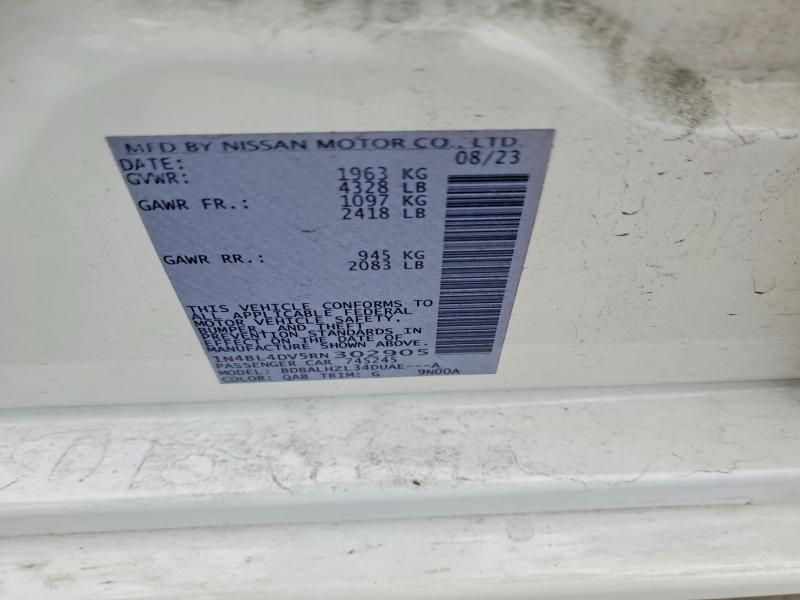 MFD BY NISSAN MOTOR CO., LTD.
DATE: 08/23
GVWR: 1963 KG
4328 LB
GAWR FR.: 1097 KG
2418 LB
GAWR RR.: 945 KG
2083 LB
THIS VEHICLE CONFORMS TO
ALL APPLICABLE FEDERAL
MOTOR VEHICLE SAFETY,
BUMPER, AND THEFT
PREVENTION STANDARDS IN
EFFECT ON THE DATE OF
MANUFACTURE SHOWN ABOVE.
1N4BL4DV5RN302905
PASSENGER CAR 745245
MODEL: BDBALHZL34DUAE---A
COLOR: QAB TRIM: G 9N00A